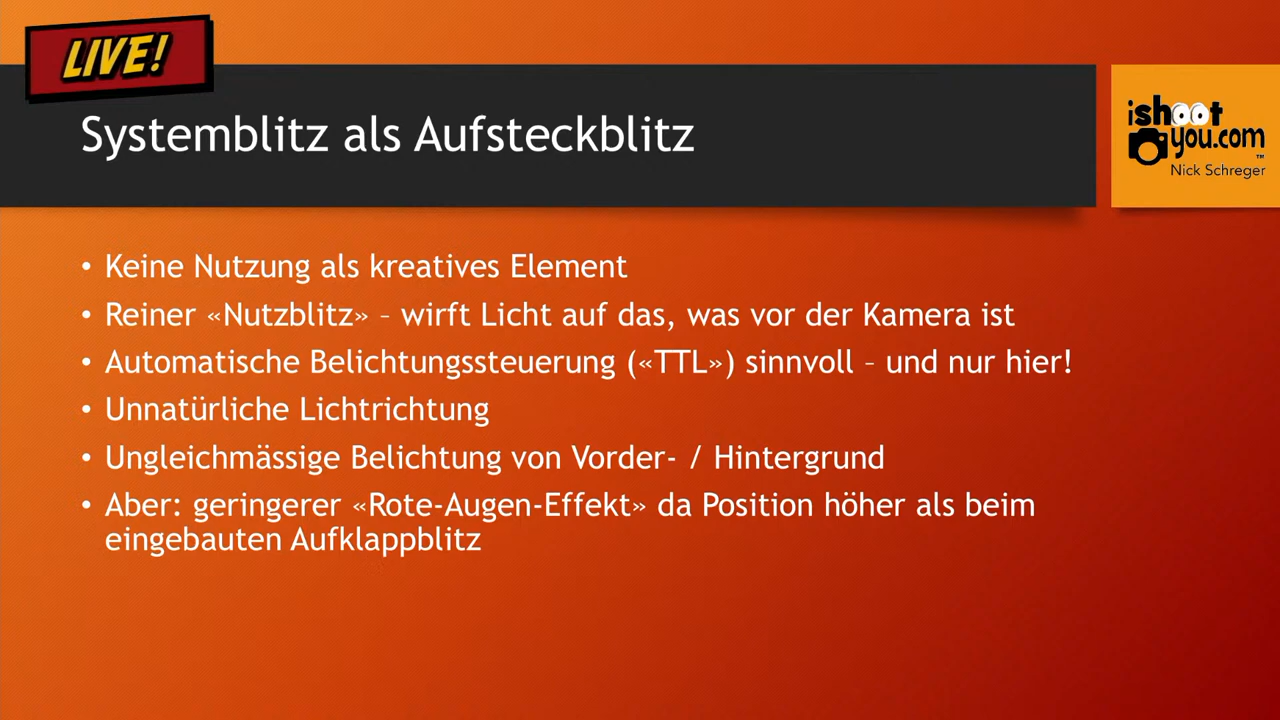 LIVE!
Systemblitz als Aufsteckblitz
ishoot
you.com
™
Nick Schreger
• Keine Nutzung als kreatives Element
• Reiner «Nutzblitz» – wirft Licht auf das, was vor der Kamera ist
• Automatische Belichtungssteuerung («TTL») sinnvoll – und nur hier!
• Unnatürliche Lichtrichtung
• Ungleichmässige Belichtung von Vorder- / Hintergrund
• Aber: geringerer «Rote-Augen-Effekt» da Position höher als beim
eingebauten Aufklappblitz